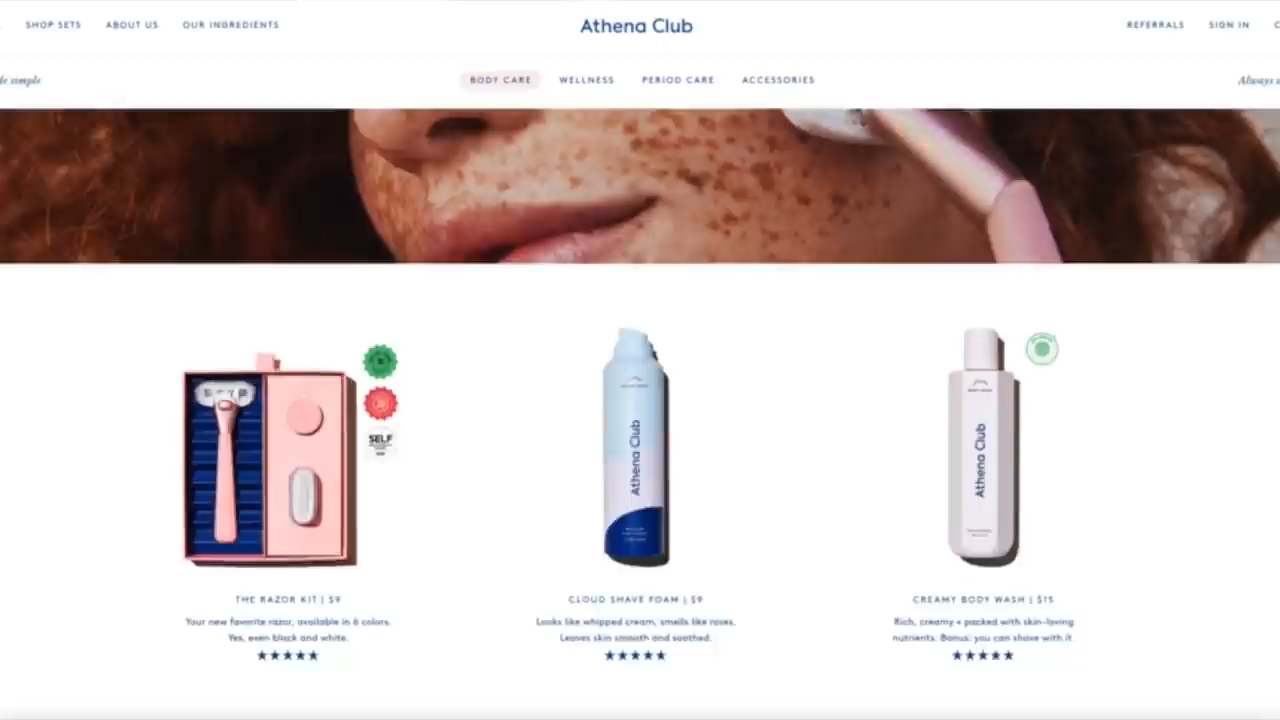 SHOP SETS ABOUT US OUR INGREDIENTS Athena Club REFERRALS SIGN IN
simple BODY CARE WELLNESS PERIOD CARE ACCESSORIES Always
SELF
Athena Club
Athena Club
THE RAZOR KIT | $9
Your new favorite razor, available in 6 colors.
Yes, even black and white.
CLOUD SHAVE FOAM | $9
Looks like whipped cream, smells like roses.
Leaves skin smooth and soothed.
CREAMY BODY WASH | $15
Rich, creamy + packed with skin-loving
nutrients. Bonus: you can shave with it